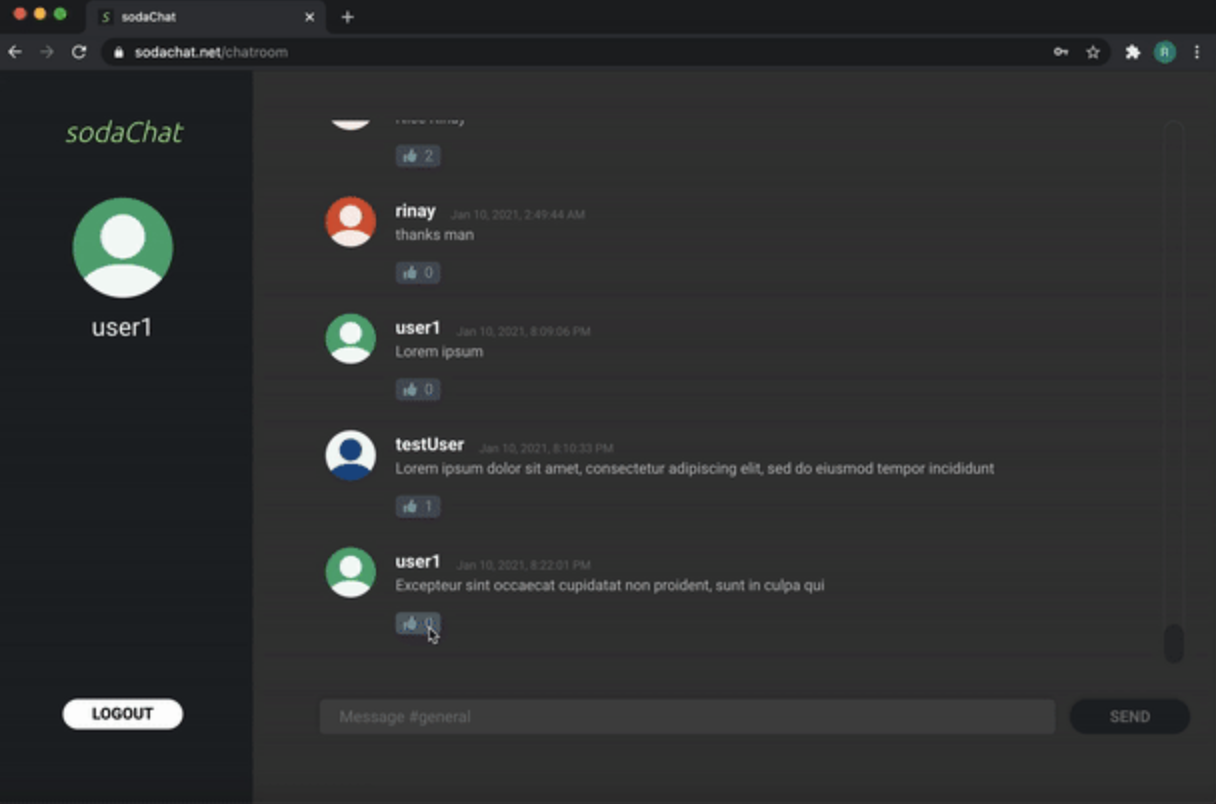 sodaChat
sodachat.net/chatroom
sodaChat
user1
LOGOUT
2
rinay Jan 10, 2021, 2:49:44 AM
thanks man
0
user1 Jan 10, 2021, 8:09:06 PM
Lorem ipsum
0
testUser Jan 10, 2021, 8:10:33 PM
Lorem ipsum dolor sit amet, consectetur adipiscing elit, sed do eiusmod tempor incididunt
1
user1 Jan 10, 2021, 8:22:01 PM
Excepteur sint occaecat cupidatat non proident, sunt in culpa qui
0
Message #general
SEND